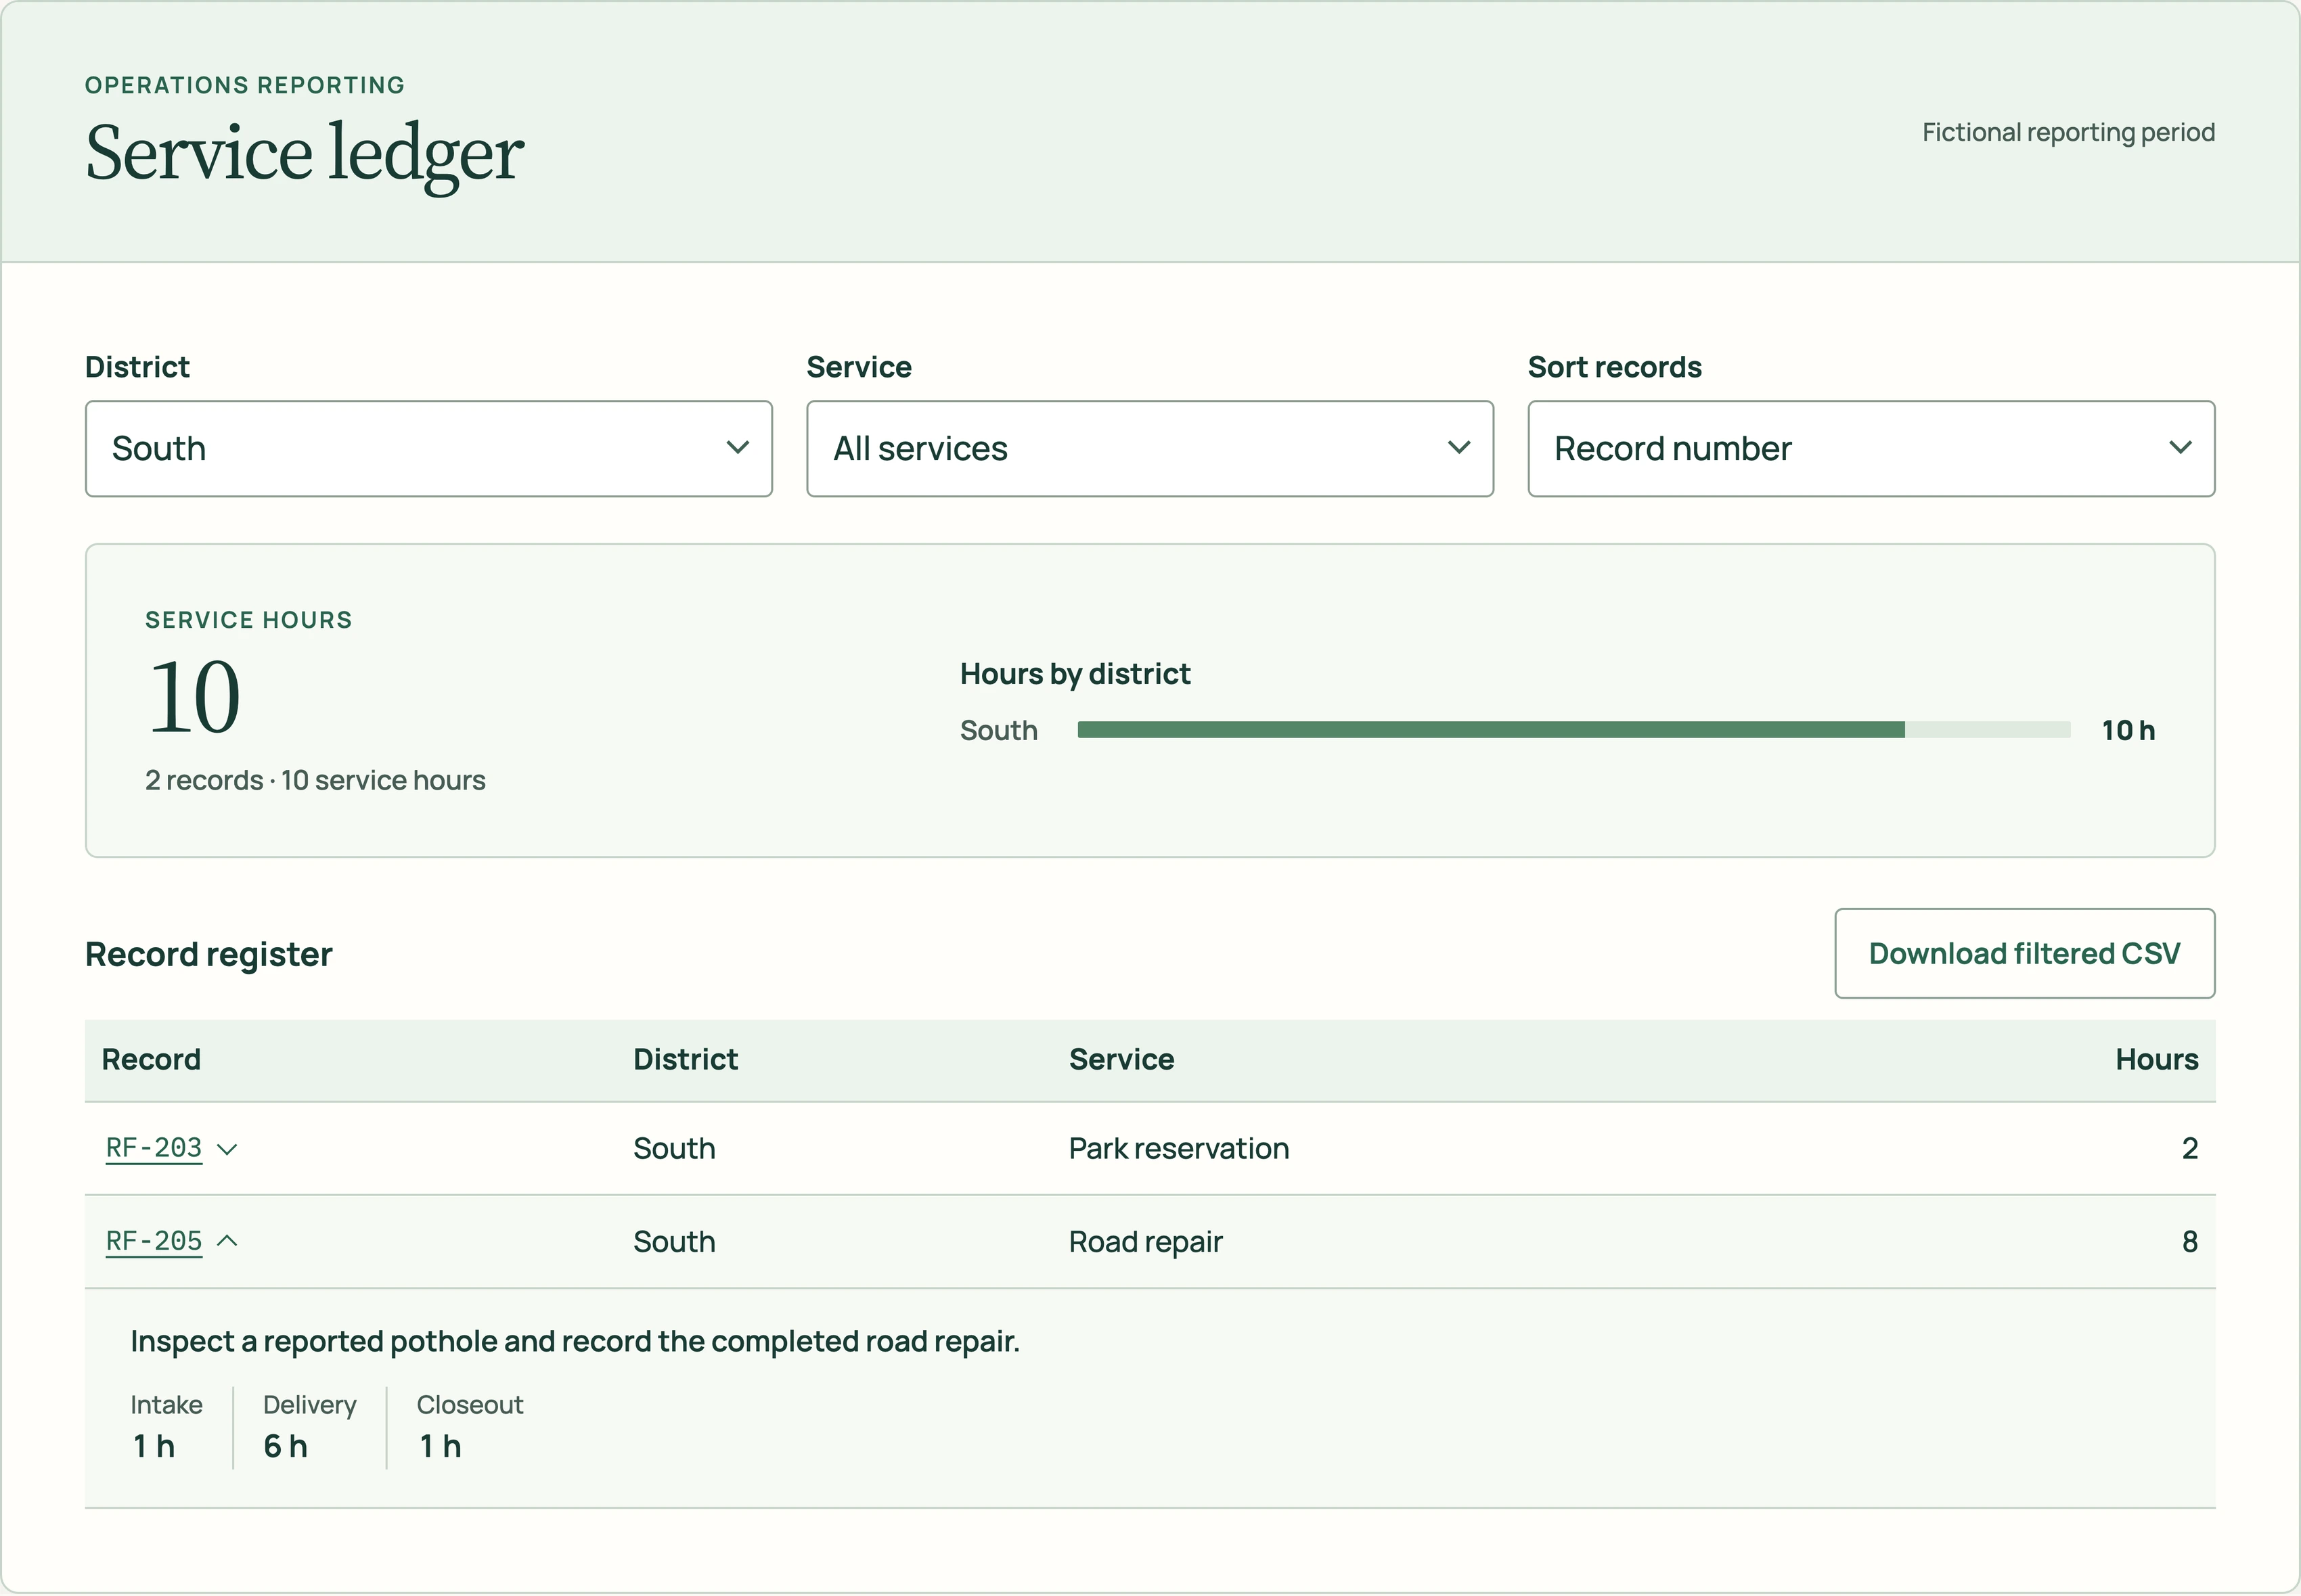 OPERATIONS REPORTING
Service ledger
Fictional reporting period
District
Service
Sort records
South
All services
Record number
SERVICE HOURS
10
2 records · 10 service hours
Hours by district
South 10 h
Record register
Download filtered CSV
Record District Service Hours
RF-203 South Park reservation 2
RF-205 South Road repair 8
Inspect a reported pothole and record the completed road repair.
Intake Delivery Closeout
1 h 6 h 1 h